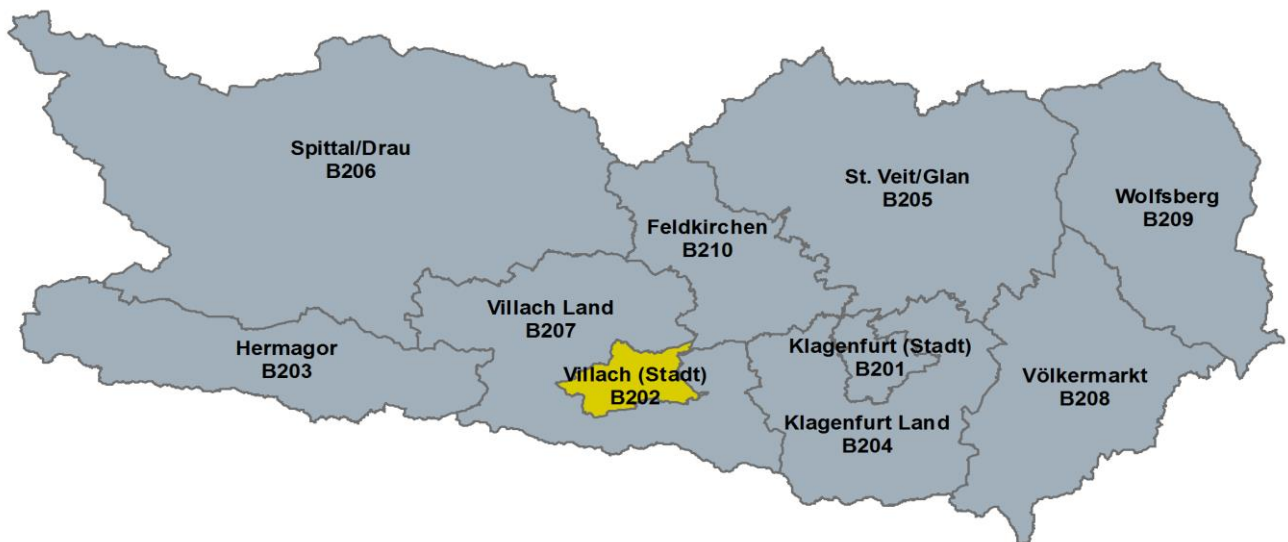 Spittal/Drau
B206
St. Veit/Glan
B205
Wolfsberg
B209
Feldkirchen
B210
Villach Land
B207
Hermagor
B203
Klagenfurt (Stadt)
B201
Villach (Stadt)
B202
Völkermarkt
B208
Klagenfurt Land
B204